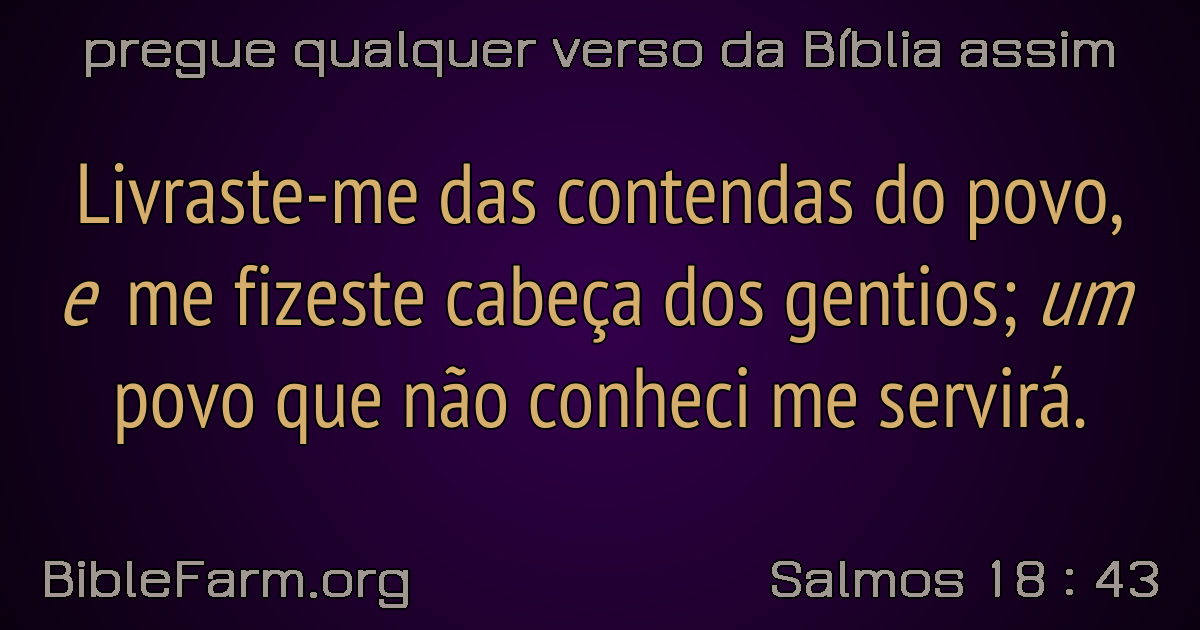 pregue qualquer verso da Bíblia assim
Livraste-me das contendas do povo,
e me fizeste cabeça dos gentios; um
povo que não conheci me servirá.
BibleFarm.org
Salmos 18 : 43